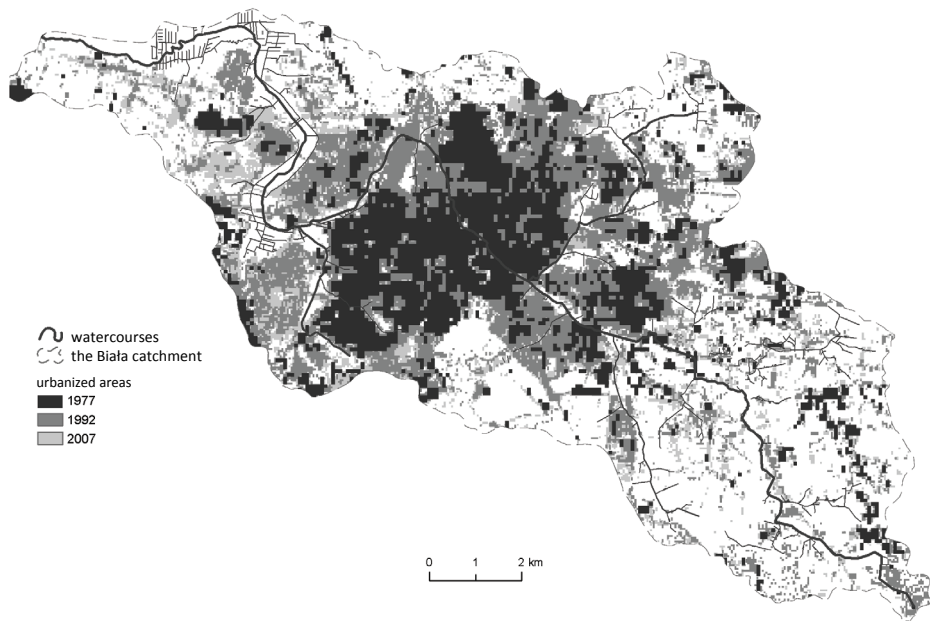 watercourses
the Biała catchment
urbanized areas
1977
1992
2007
0 1 2 km